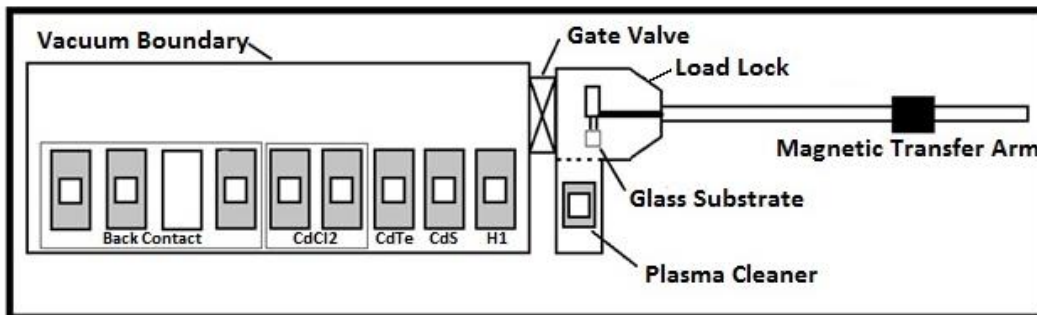 Vacuum Boundary
Gate Valve
Load Lock
Magnetic Transfer Arm
Glass Substrate
Back Contact
CdCl2
CdTe
CdS
H1
Plasma Cleaner